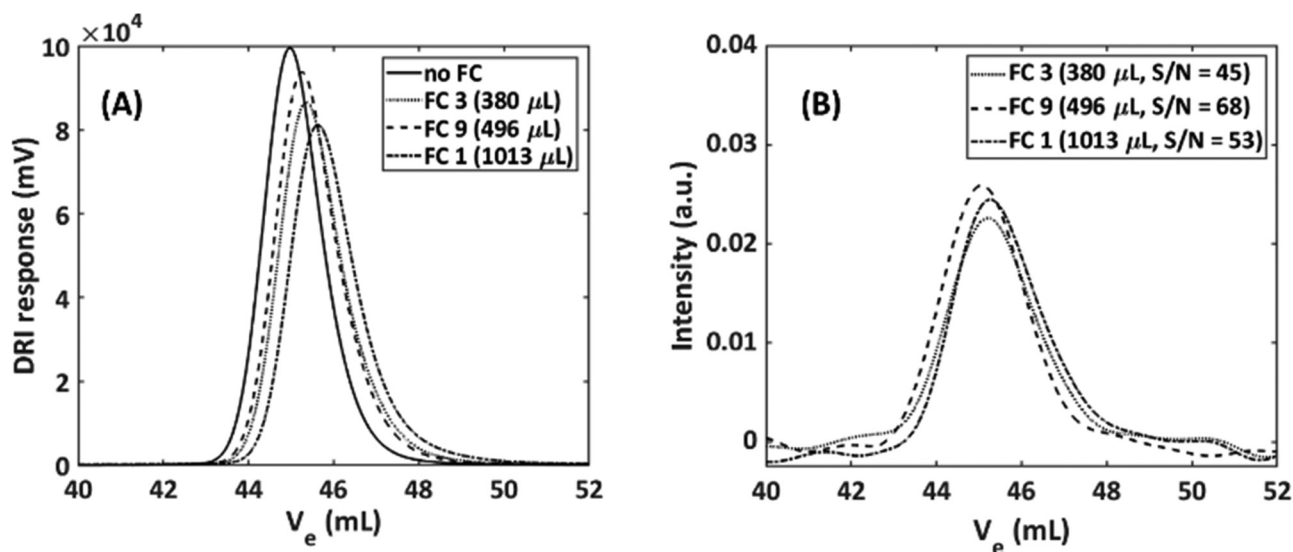 ×10⁴
10
8
6
4
2
0
DRI response (mV)
(A)
no FC
FC 3 (380 μL)
FC 9 (496 μL)
FC 1 (1013 μL)
40 42 44 46 48 50 52
Vₑ (mL)
0.04
0.03
0.02
0.01
0
Intensity (a.u.)
(B)
FC 3 (380 μL, S/N = 45)
FC 9 (496 μL, S/N = 68)
FC 1 (1013 μL, S/N = 53)
40 42 44 46 48 50 52
Vₑ (mL)